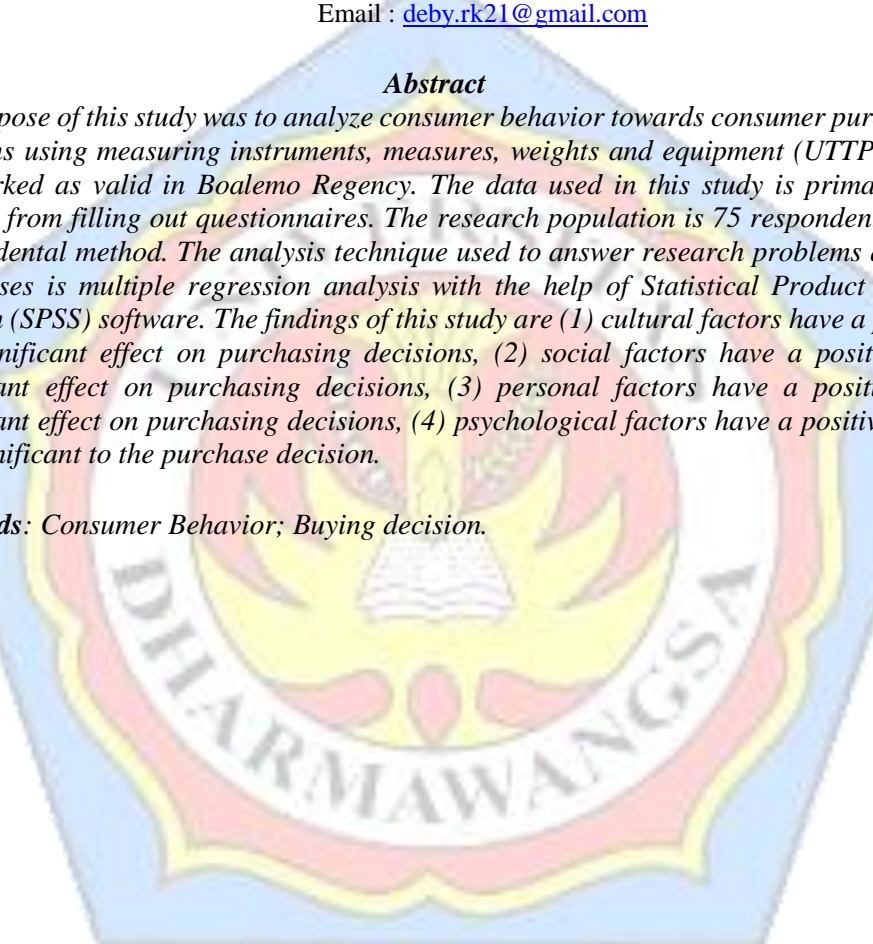 Email : deby.rk21@gmail.com
Abstract
pose of this study was to analyze consumer behavior towards consumer pur
s using measuring instruments, measures, weights and equipment (UTTP
rked as valid in Boalemo Regency. The data used in this study is prima
from filling out questionnaires. The research population is 75 responden
dental method. The analysis technique used to answer research problems
ses is multiple regression analysis with the help of Statistical Product
n (SPSS) software. The findings of this study are (1) cultural factors have a
nificant effect on purchasing decisions, (2) social factors have a posit
ant effect on purchasing decisions, (3) personal factors have a posit
ant effect on purchasing decisions, (4) psychological factors have a positiv
nificant to the purchase decision.
ds: Consumer Behavior; Buying decision.
UNIVERSITAS
DHARMAWANGSA